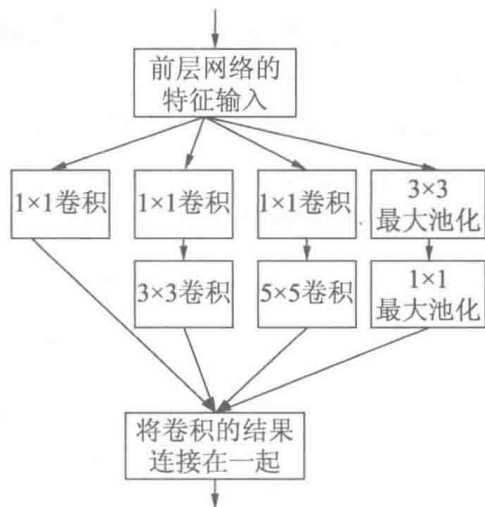 前层网络的
特征输入
1×1卷积
1×1卷积
1×1卷积
3×3
最大池化
3×3卷积
5×5卷积
1×1
最大池化
将卷积的结果
连接在一起